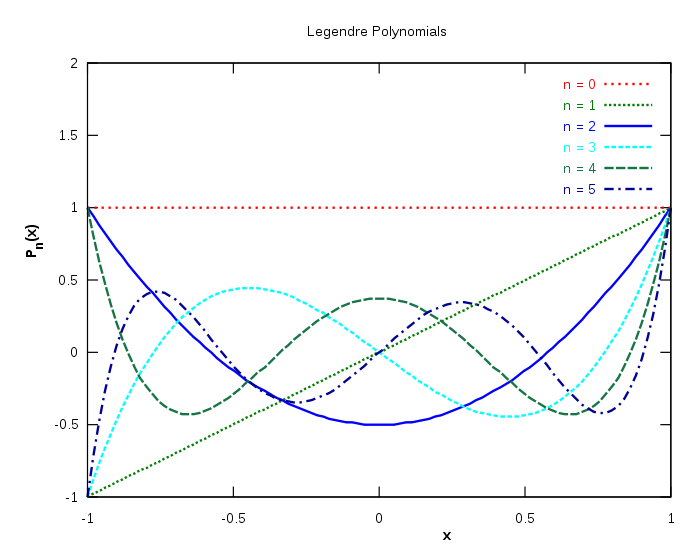 Legendre Polynomials
2
1.5
1
0.5
0
-0.5
-1
n = 0
n = 1
n = 2
n = 3
n = 4
n = 5
Pn(x)
-1 -0.5 0 0.5 1
x